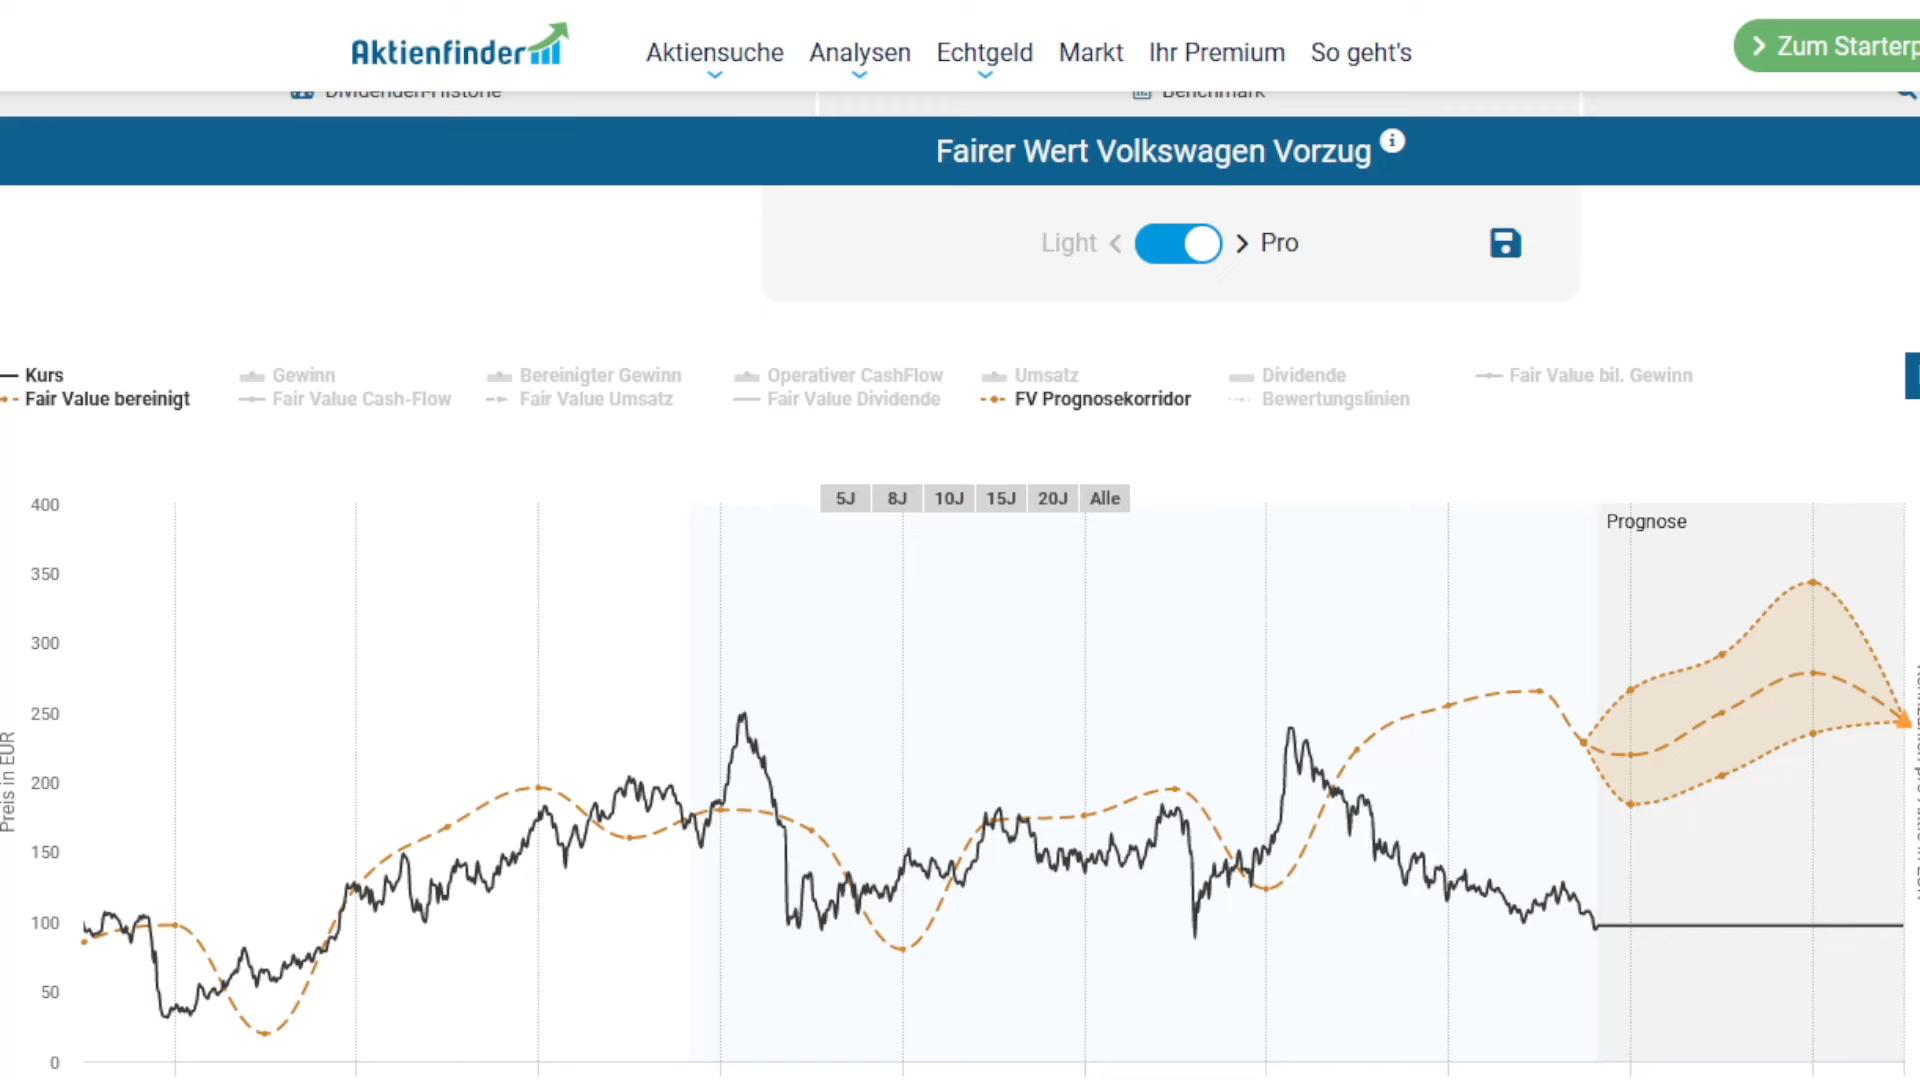 Aktienfinder
Aktiensuche Analysen Echtgeld Markt Ihr Premium So geht's
Zum Starterp
Dividenden-Historie Benchmark
Fairer Wert Volkswagen Vorzug
Light Pro
Kurs Gewinn Bereinigter Gewinn Operativer CashFlow Umsatz Dividende Fair Value bil. Gewinn
Fair Value bereinigt Fair Value Cash-Flow Fair Value Umsatz Fair Value Dividende FV Prognosekorridor Bewertungslinien
5J 8J 10J 15J 20J Alle
Prognose
400
350
300
250
200
150
100
50
0
Preis in EUR